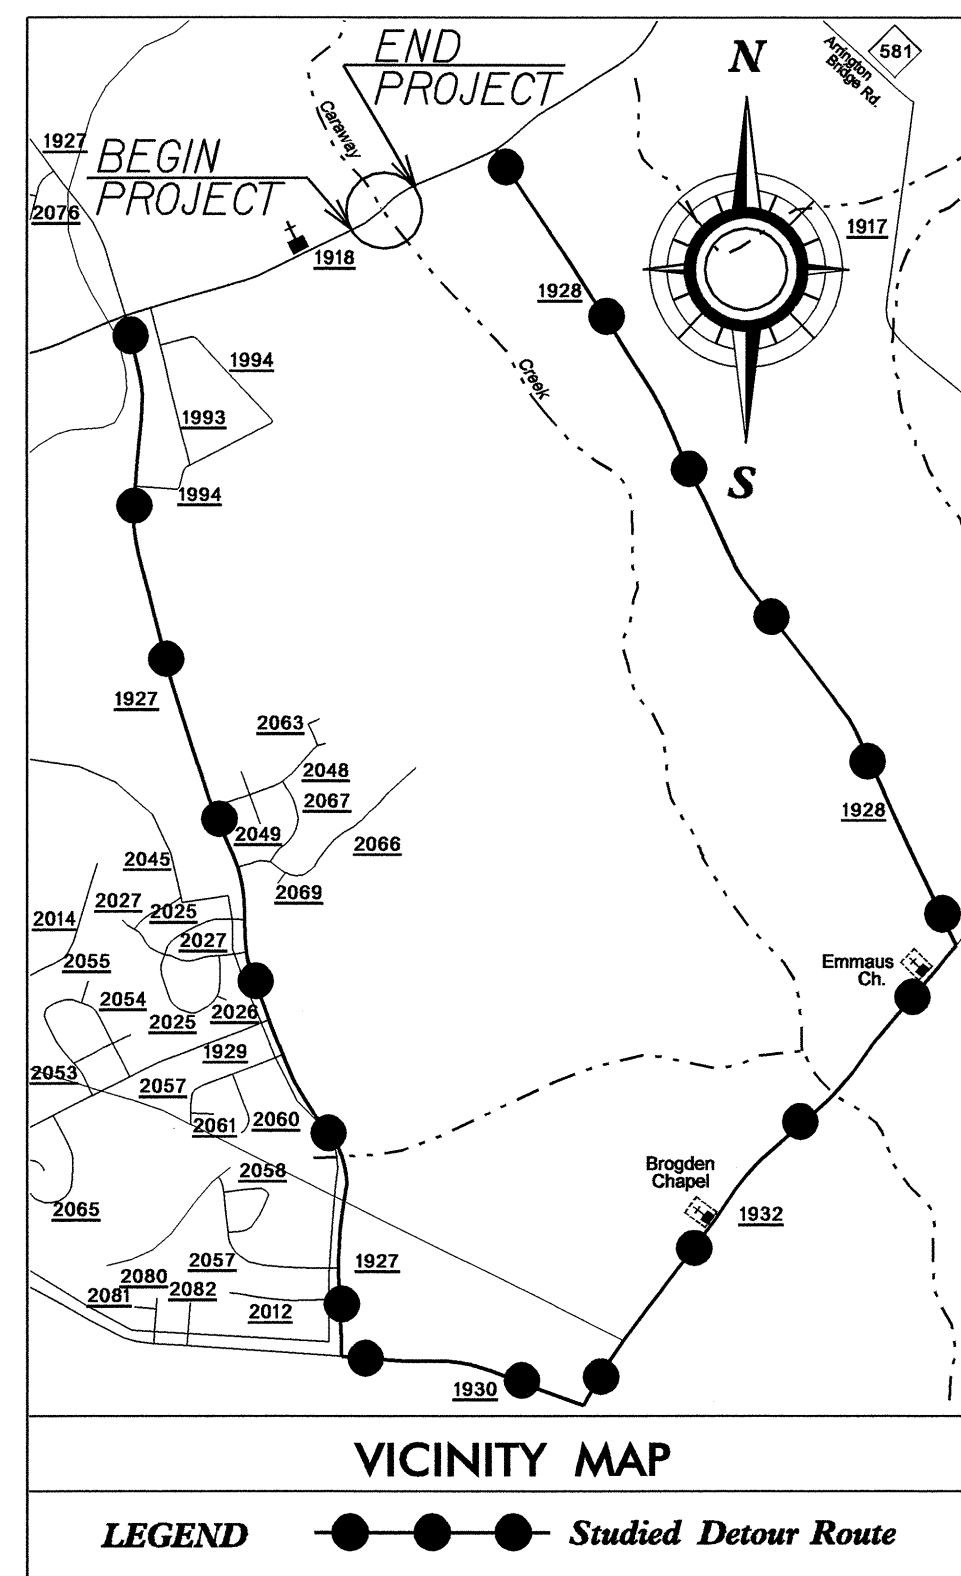 END
PROJECT
N
581
Arrington
Bridge Rd.
Caraway
1927
BEGIN
PROJECT
2076
1917
1918
1928
1994
Creek
1993
S
1994
1927
2063
2048
2067
1928
2049
2066
2045
2069
2027
2025
2014
2027
2055
Emmaus
Ch.
2054
2026
2025
1929
2053
2057
2060
2061
2058
Brogden
Chapel
2065
1932
2057
1927
2080
2081
2082
2012
1930
VICINITY MAP
LEGEND
Studied Detour Route